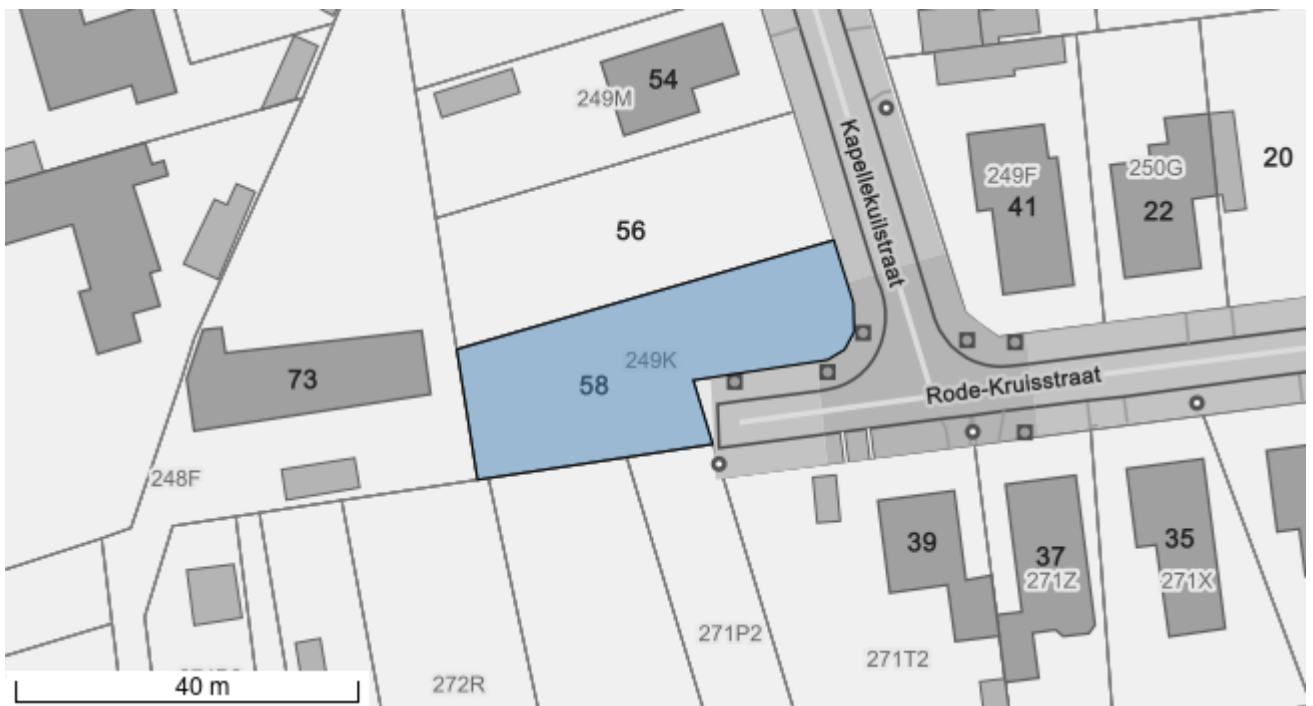 54
249M
Kapellekuilstraat
20
250G
249F
41
22
56
249K
58
73
Rode-Kruisstraat
248F
39
37
35
271Z
271X
271P2
271T2
272R
40 m